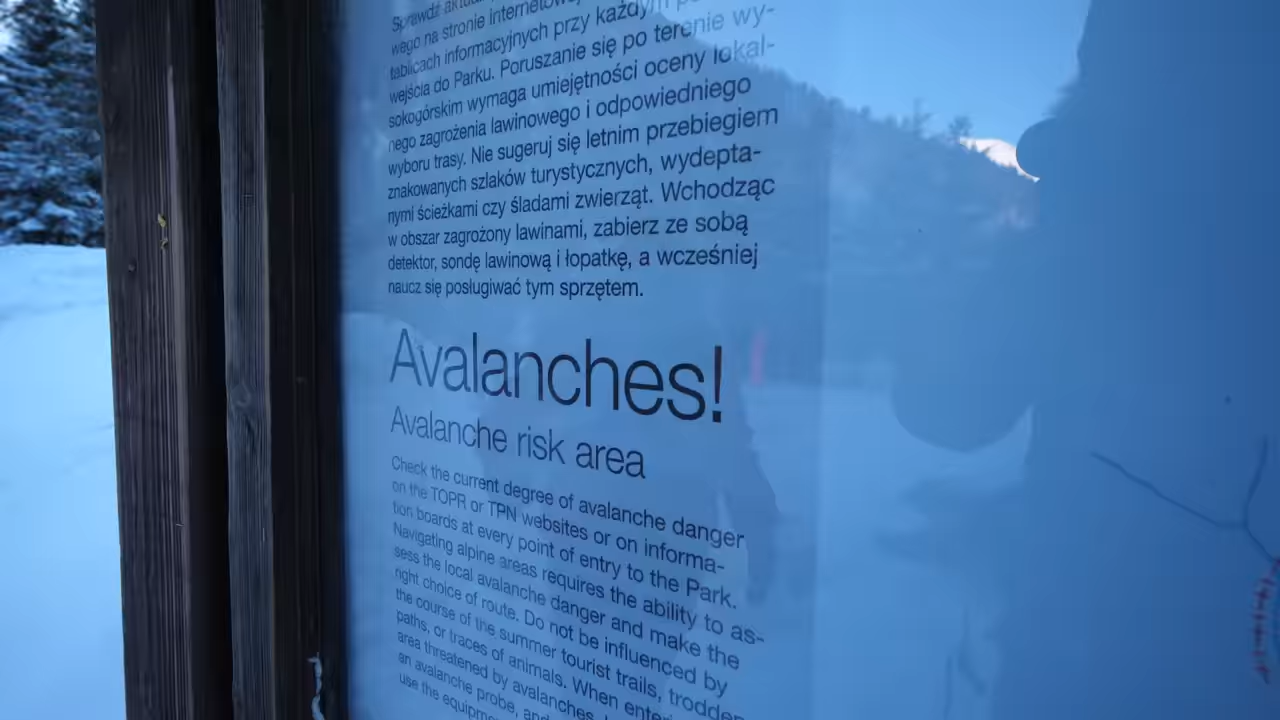 Sprawdź
wego na stronie internetowej
tablicach informacyjnych przy każdym
wejścia do Parku. Poruszanie się po terenie wy-
sokogórskim wymaga umiejętności oceny lokal-
nego zagrożenia lawinowego i odpowiedniego
wyboru trasy. Nie sugeruj się letnim przebiegiem
znakowanych szlaków turystycznych, wydepta-
nymi ścieżkami czy śladami zwierząt. Wchodząc
w obszar zagrożony lawinami, zabierz ze sobą
detektor, sondę lawinową i łopatkę, a wcześniej
naucz się posługiwać tym sprzętem.
Avalanches!
Avalanche risk area
Check the current degree of avalanche danger
on the TOPR or TPN websites or on informa-
tion boards at every point of entry to the Park.
Navigating alpine areas requires the ability to as-
sess the local avalanche danger and make the
right choice of route. Do not be influenced by
the course of the summer tourist trails, trodden
paths, or traces of animals. When
area threatened by avalanches,
an avalanche probe, and
use the